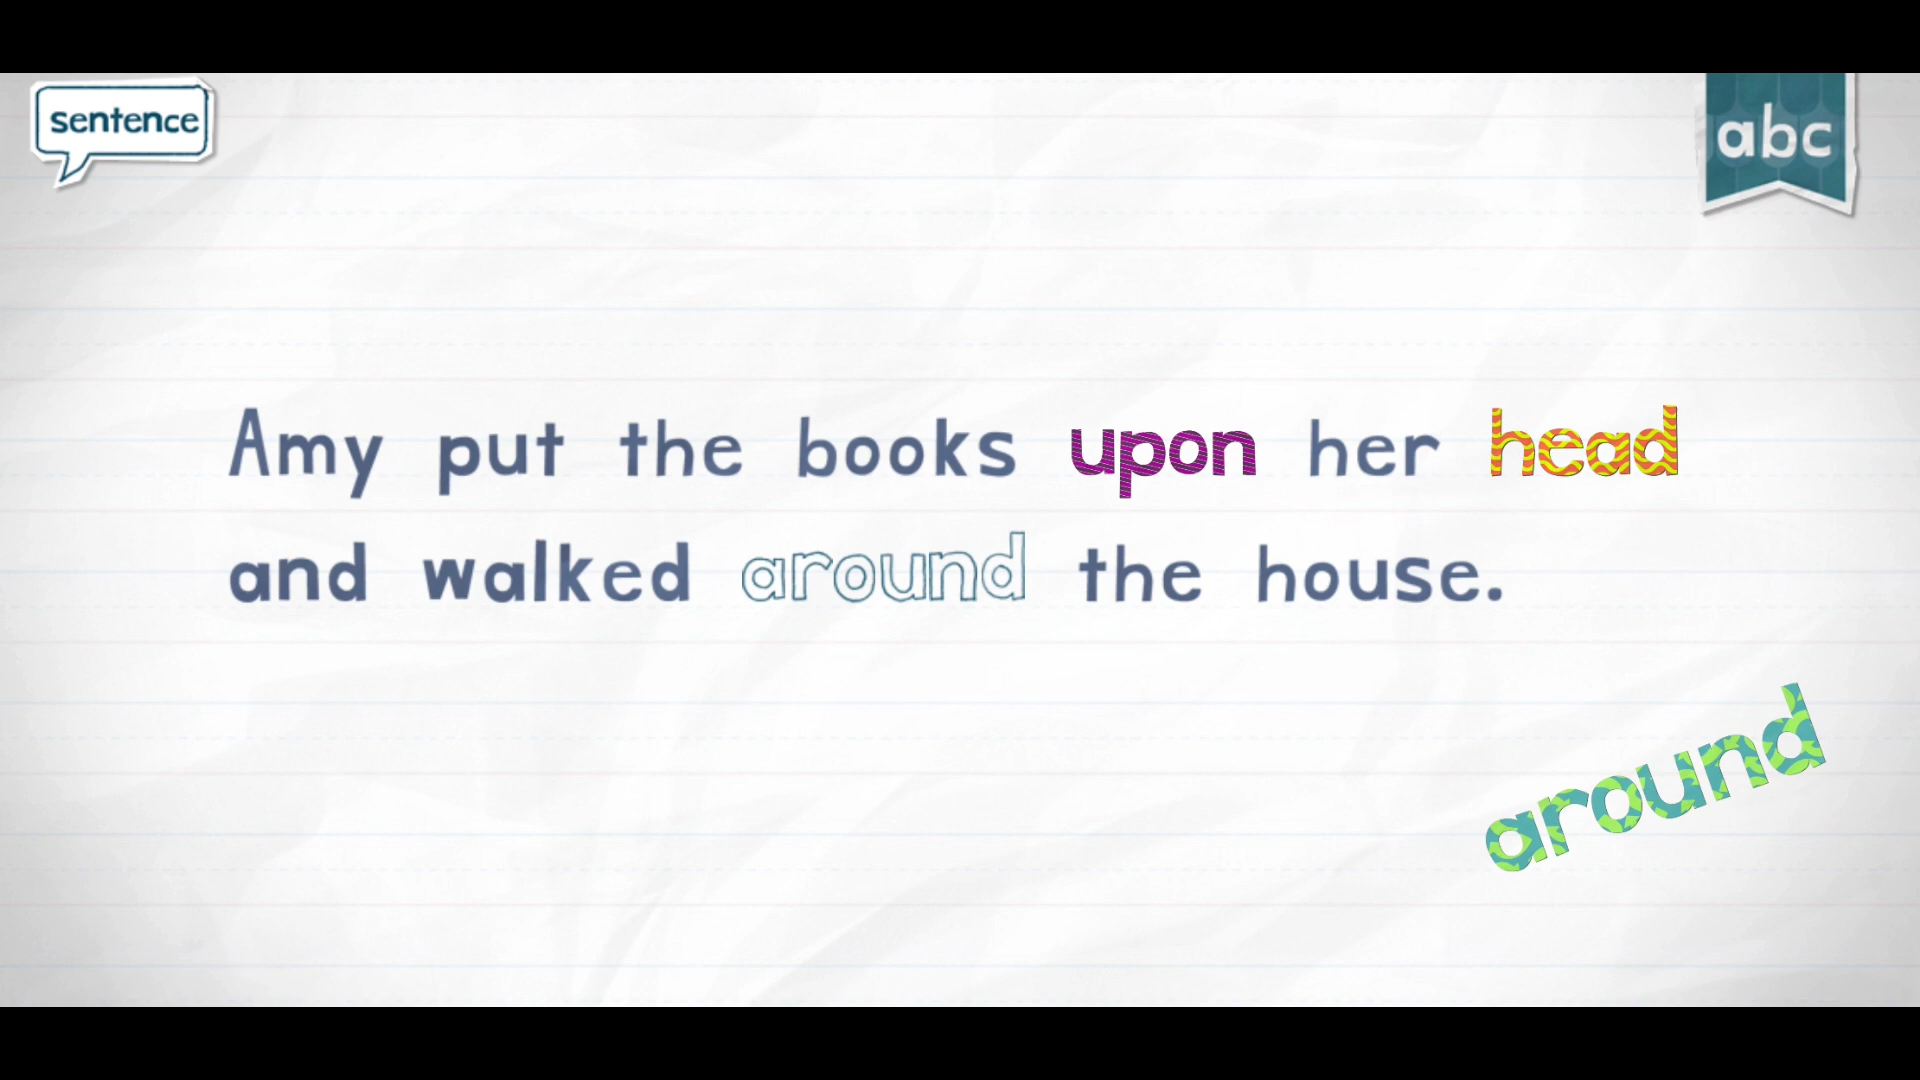 sentence
abc
Amy put the books upon her head
and walked around the house.
around